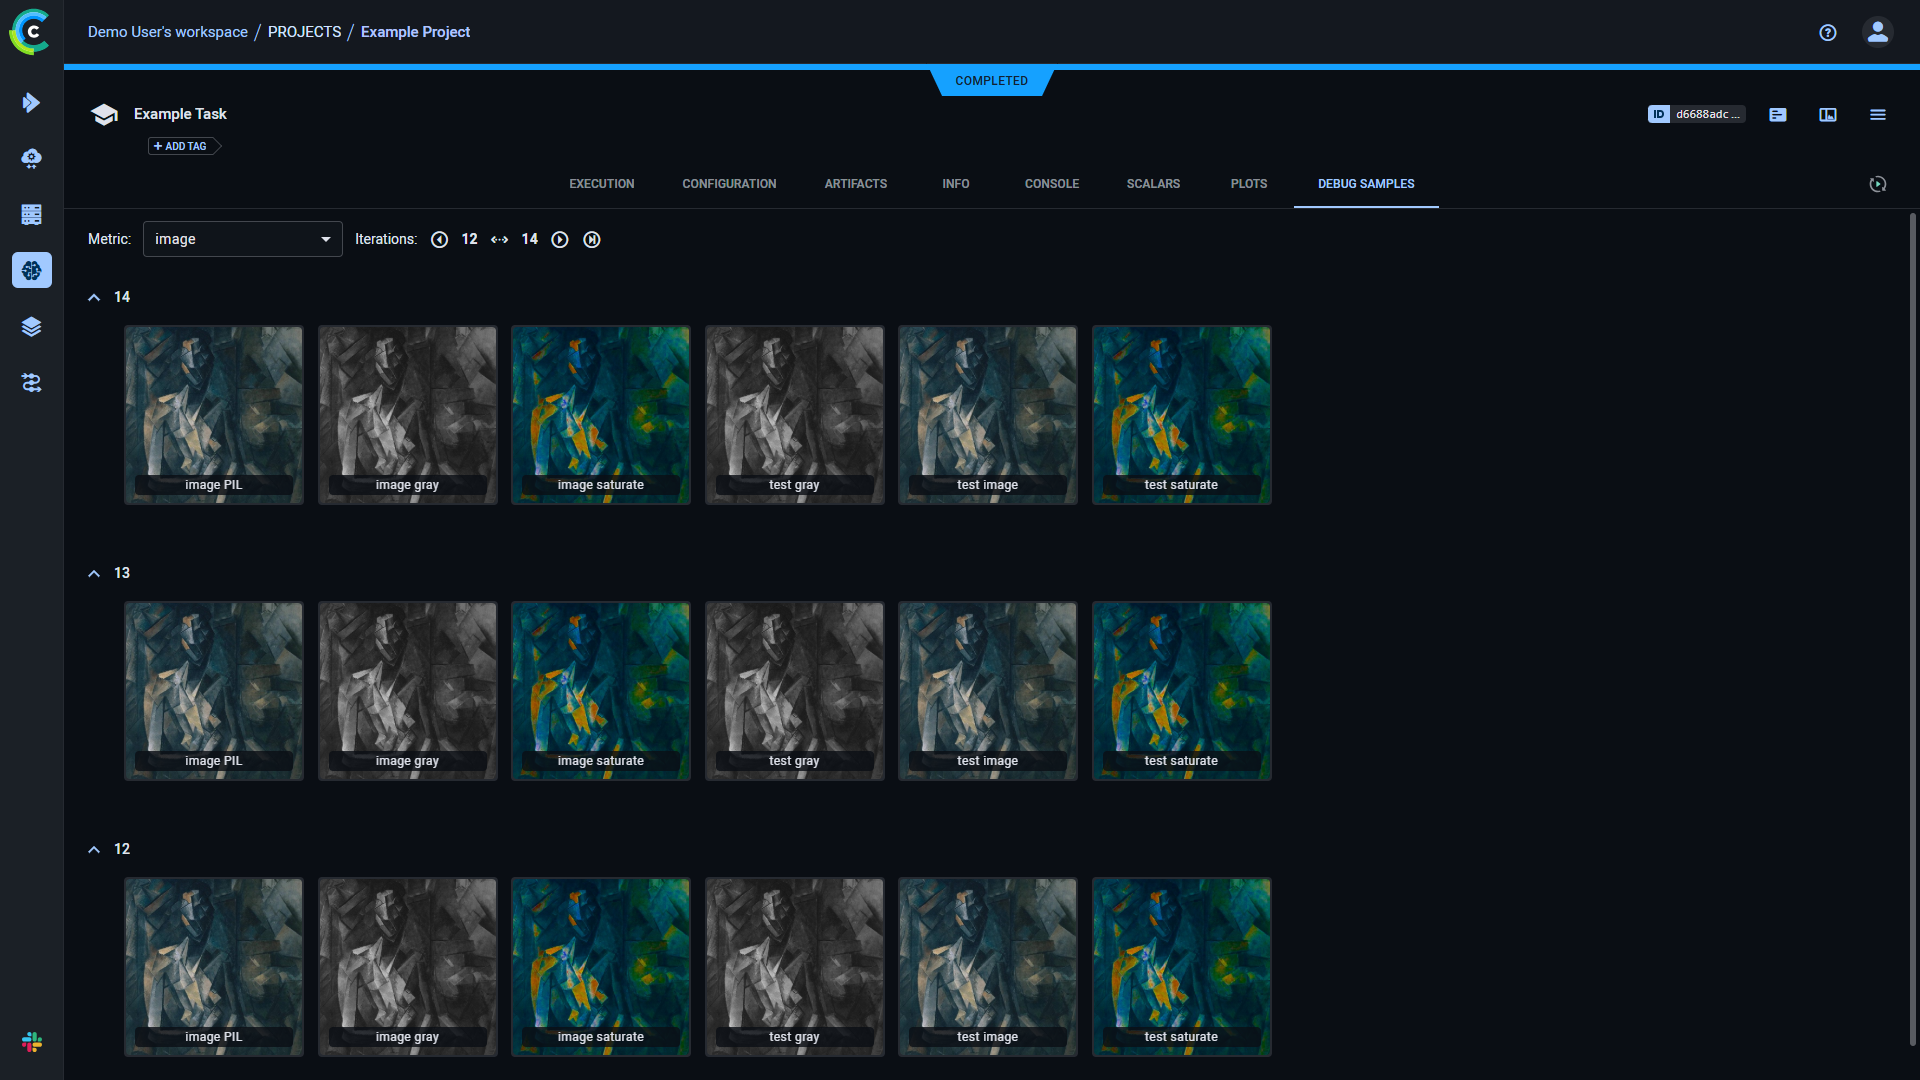 Demo User's workspace / PROJECTS / Example Project
COMPLETED
Example Task
ID d6688adc ...
+ ADD TAG
EXECUTION CONFIGURATION ARTIFACTS INFO CONSOLE SCALARS PLOTS DEBUG SAMPLES
Metric: image Iterations: 12 14
14
image PIL image gray image saturate test gray test image test saturate
13
image PIL image gray image saturate test gray test image test saturate
12
image PIL image gray image saturate test gray test image test saturate